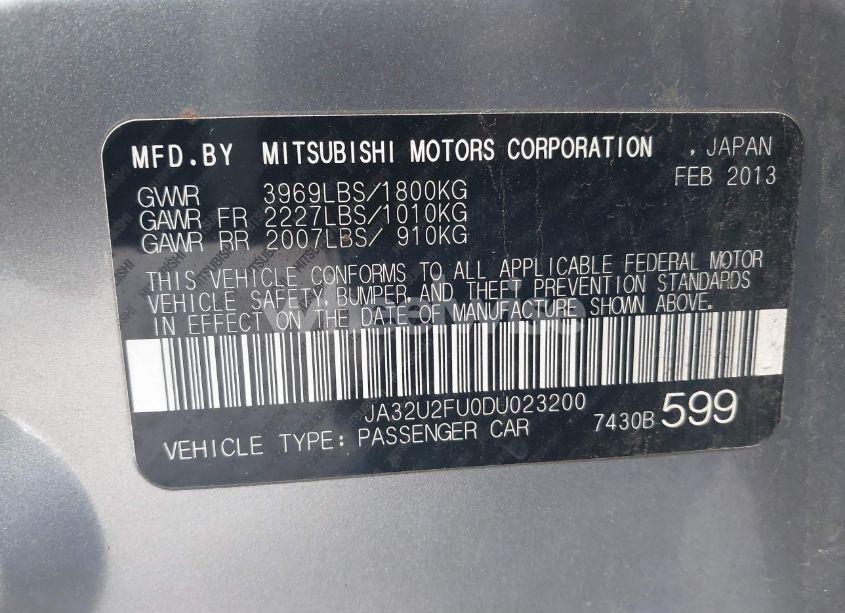 MFD.BY MITSUBISHI MOTORS CORPORATION , JAPAN
FEB 2013
GVWR 3969LBS/1800KG
GAWR FR 2227LBS/1010KG
GAWR RR 2007LBS/ 910KG
THIS VEHICLE CONFORMS TO ALL APPLICABLE FEDERAL MOTOR
VEHICLE SAFETY, BUMPER, AND THEFT PREVENTION STANDARDS
IN EFFECT ON THE DATE OF MANUFACTURE SHOWN ABOVE.
JA32U2FU0DU023200
VEHICLE TYPE: PASSENGER CAR 7430B 599